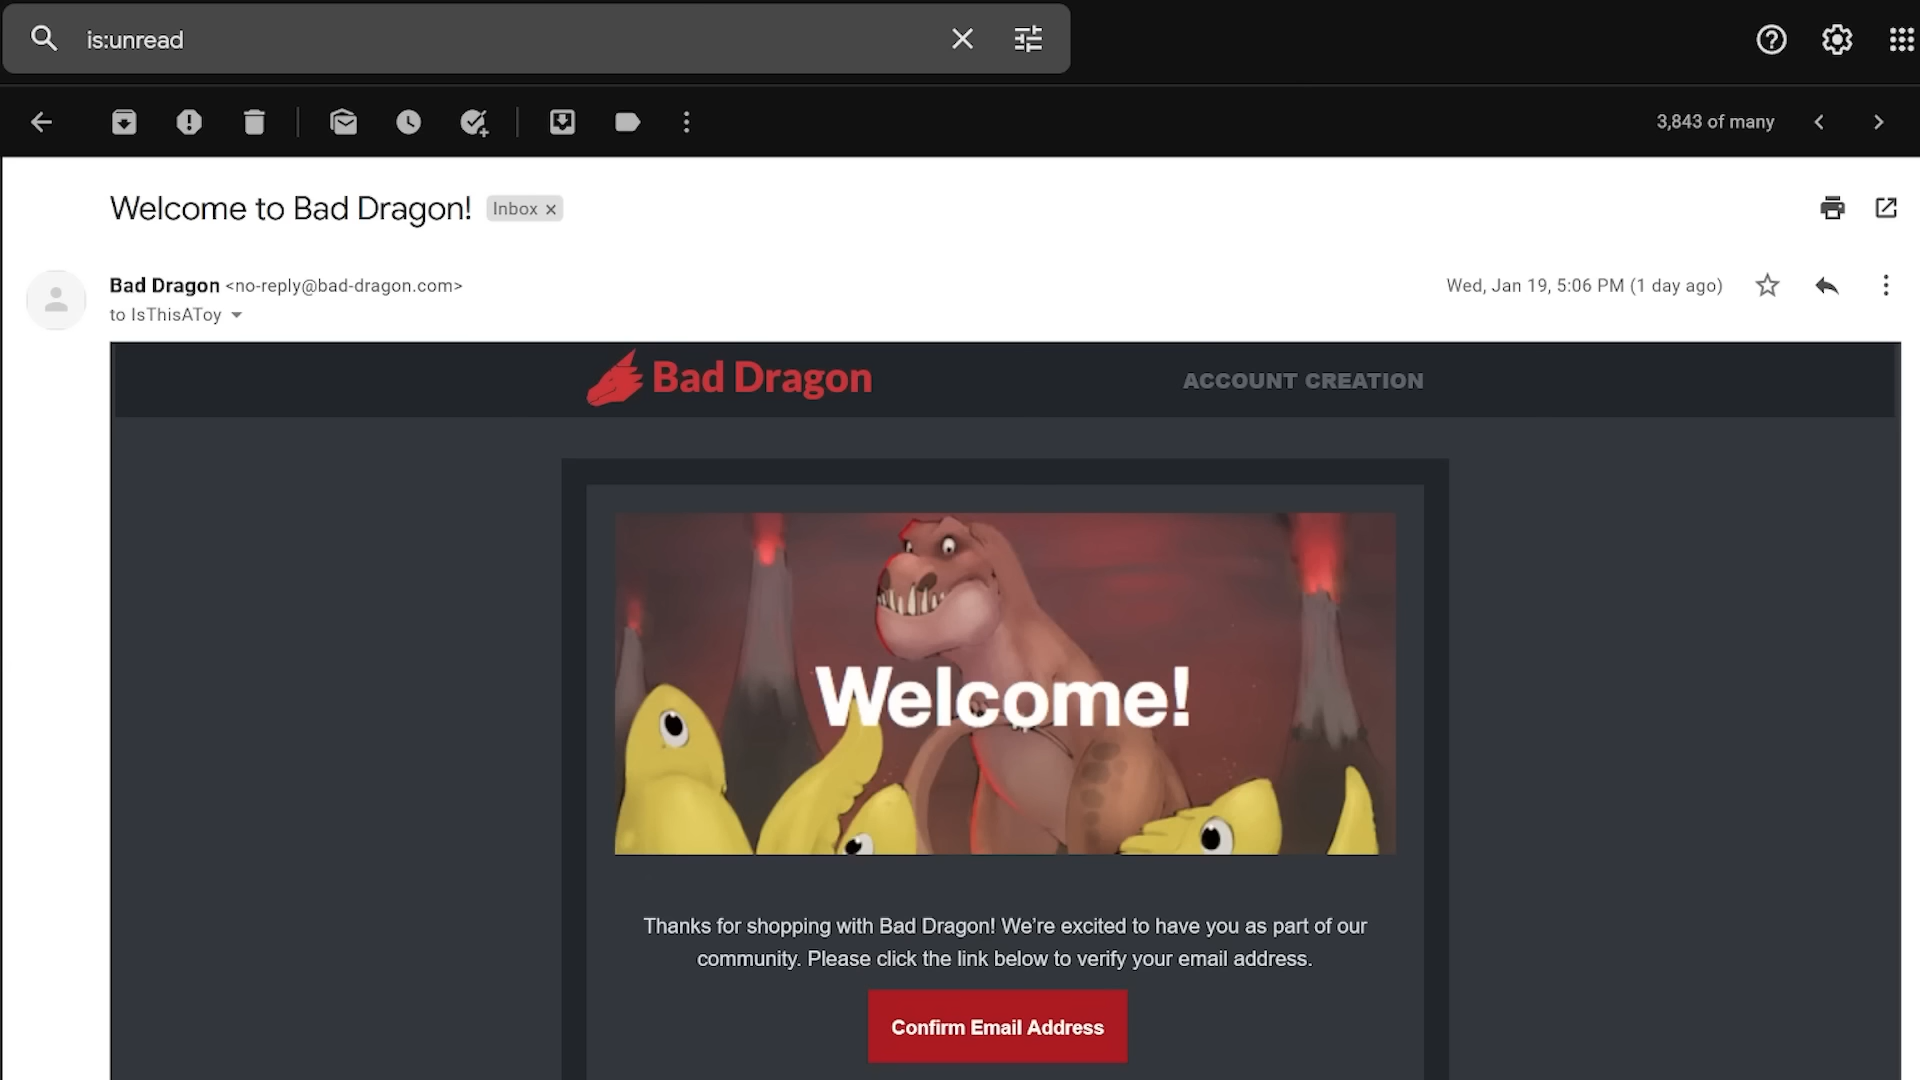 is:unread
3,843 of many
Welcome to Bad Dragon! Inbox x
Bad Dragon <no-reply@bad-dragon.com>
Wed, Jan 19, 5:06 PM (1 day ago)
to IsThisAToy
Bad Dragon
ACCOUNT CREATION
Welcome!
Thanks for shopping with Bad Dragon! We’re excited to have you as part of our
community. Please click the link below to verify your email address.
Confirm Email Address